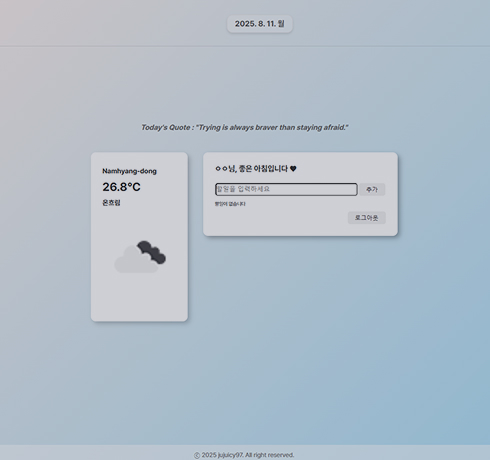 2025. 8. 11. 월
Today's Quote : "Trying is always braver than staying afraid."
Namhyang-dong
26.8°C
온흐림
ㅇㅇ님, 좋은 아침입니다 ♥
할일을 입력하세요
추가
할일이 없습니다
로그아웃
© 2025 jujuicy97. All right reserved.